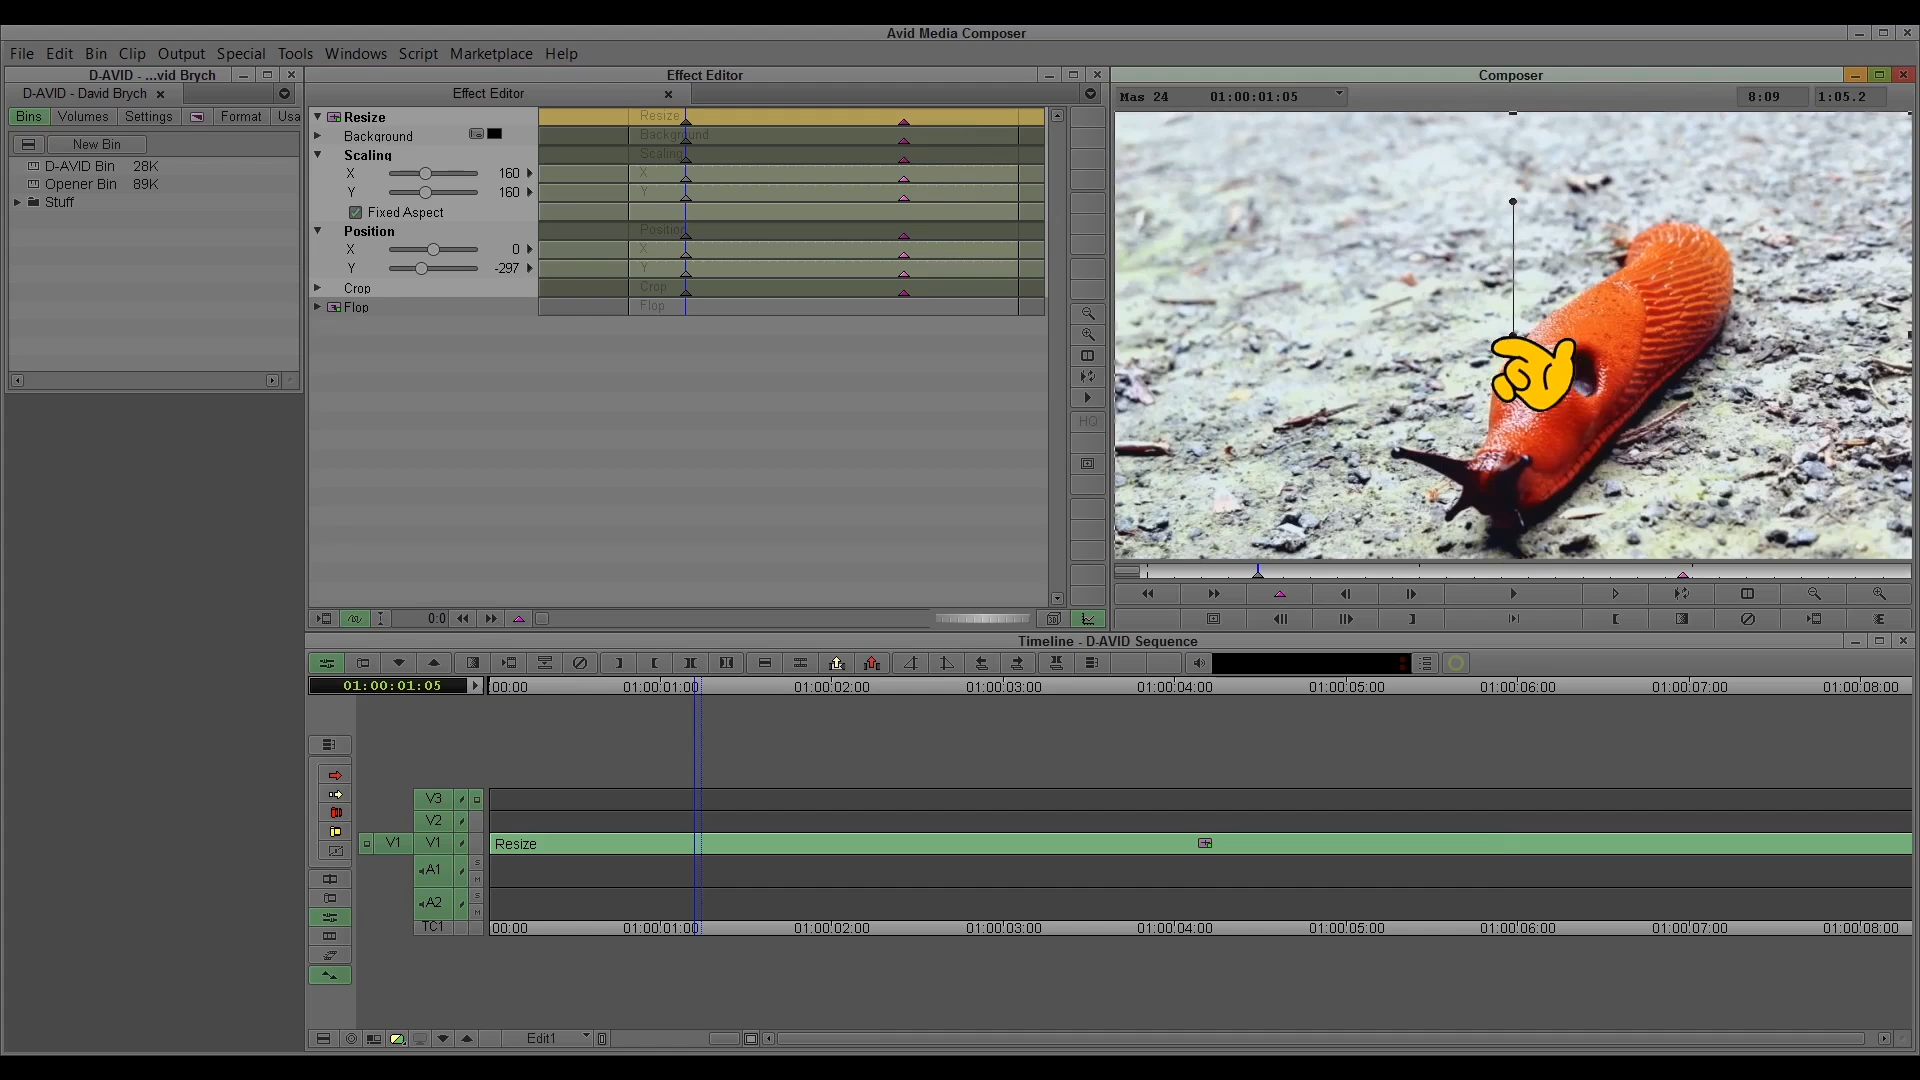 Avid Media Composer
File Edit Bin Clip Output Special Tools Windows Script Marketplace Help
D-AVID - ...vid Brych
D-AVID - David Brych
Bins Volumes Settings Format Usa
New Bin
D-AVID Bin 28K
Opener Bin 89K
Stuff
Effect Editor
Effect Editor
Resize Resize
Background Background
Scaling Scaling
X 160 X
Y 160 Y
Fixed Aspect
Position Position
X 0 X
Y -297 Y
Crop Crop
Flop Flop
HQ
0:0
3D
Composer
Mas 24 01:00:01:05 8:09 1:05.2
Timeline - D-AVID Sequence
01:00:01:05 00:00 01:00:01:00 01:00:02:00 01:00:03:00 01:00:04:00 01:00:05:00 01:00:06:00 01:00:07:00 01:00:08:00
V3
V2
V1 V1 Resize
A1 S M
A2 S M
TC1 00:00 01:00:01:00 01:00:02:00 01:00:03:00 01:00:04:00 01:00:05:00 01:00:06:00 01:00:07:00 01:00:08:00
Edit1